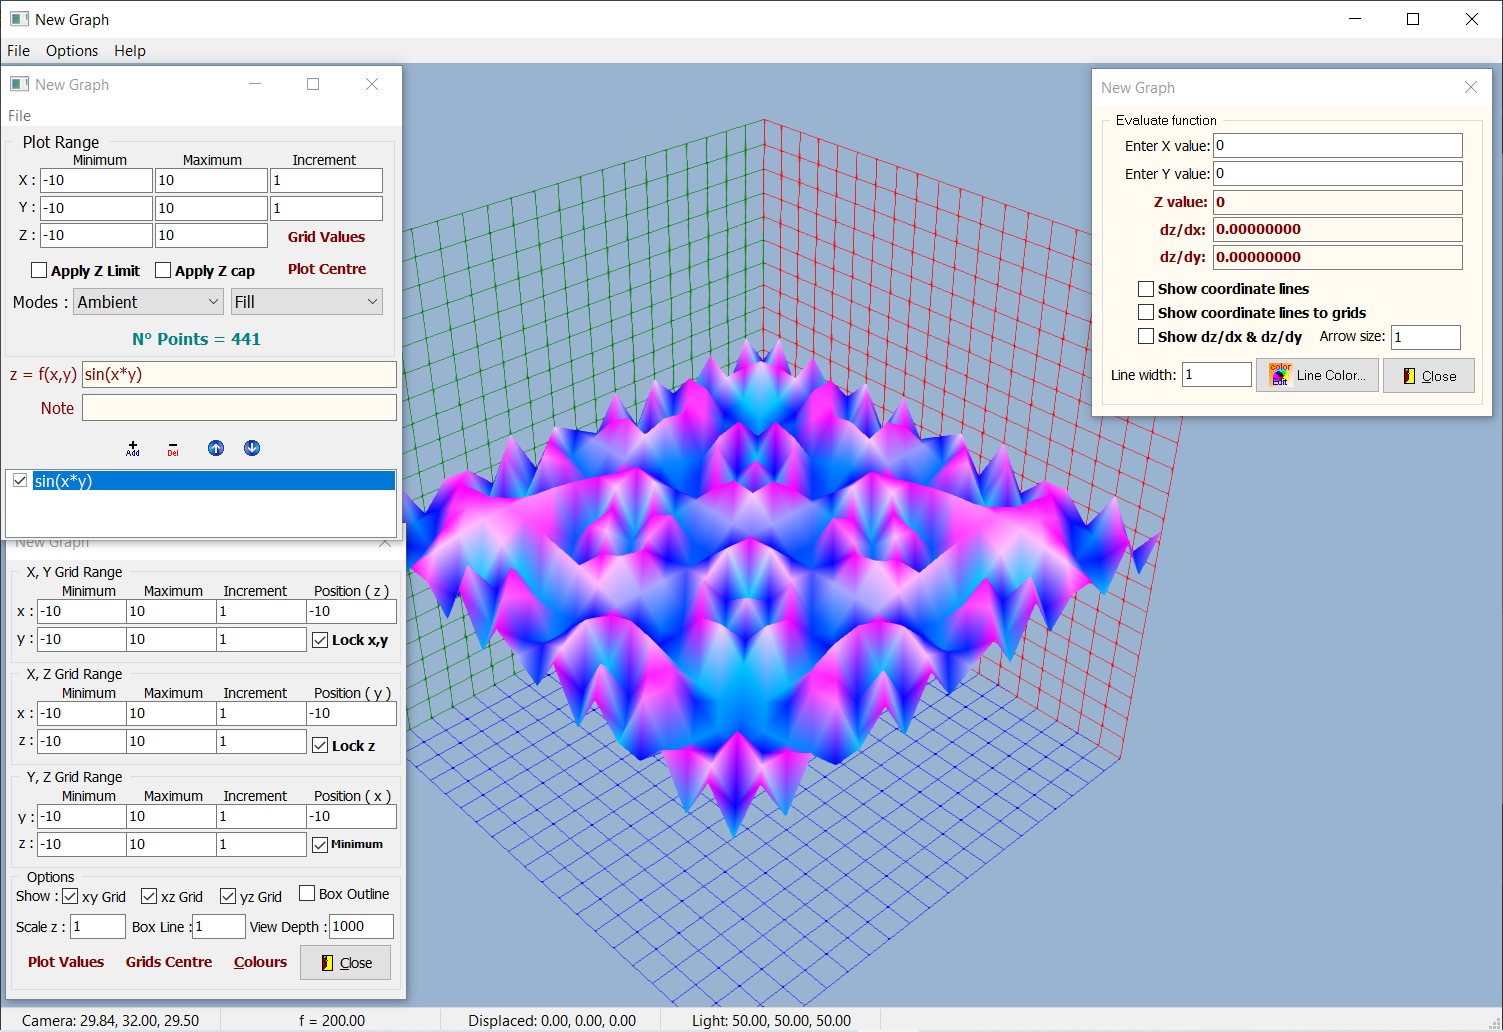 New Graph
File Options Help
New Graph
File
Plot Range
Minimum Maximum Increment
X : -10 10 1
Y : -10 10 1
Z : -10 10 Grid Values
Apply Z Limit Apply Z cap Plot Centre
Modes : Ambient Fill
Nº Points = 441
z = f(x,y) sin(x*y)
Note
Add Del
sin(x*y)
New Graph
X, Y Grid Range
Minimum Maximum Increment Position ( z )
x : -10 10 1 -10
y : -10 10 1 Lock x,y
X, Z Grid Range
Minimum Maximum Increment Position ( y )
x : -10 10 1 -10
z : -10 10 1 Lock z
Y, Z Grid Range
Minimum Maximum Increment Position ( x )
y : -10 10 1 -10
z : -10 10 1 Minimum
Options
Show : xy Grid xz Grid yz Grid Box Outline
Scale z : 1 Box Line : 1 View Depth : 1000
Plot Values Grids Centre Colours Close
New Graph
Evaluate function
Enter X value: 0
Enter Y value: 0
Z value: 0
dz/dx: 0.00000000
dz/dy: 0.00000000
Show coordinate lines
Show coordinate lines to grids
Show dz/dx & dz/dy Arrow size: 1
Line width: 1 color Edit Line Color... Close
Camera: 29.84, 32.00, 29.50 f = 200.00 Displaced: 0.00, 0.00, 0.00 Light: 50.00, 50.00, 50.00